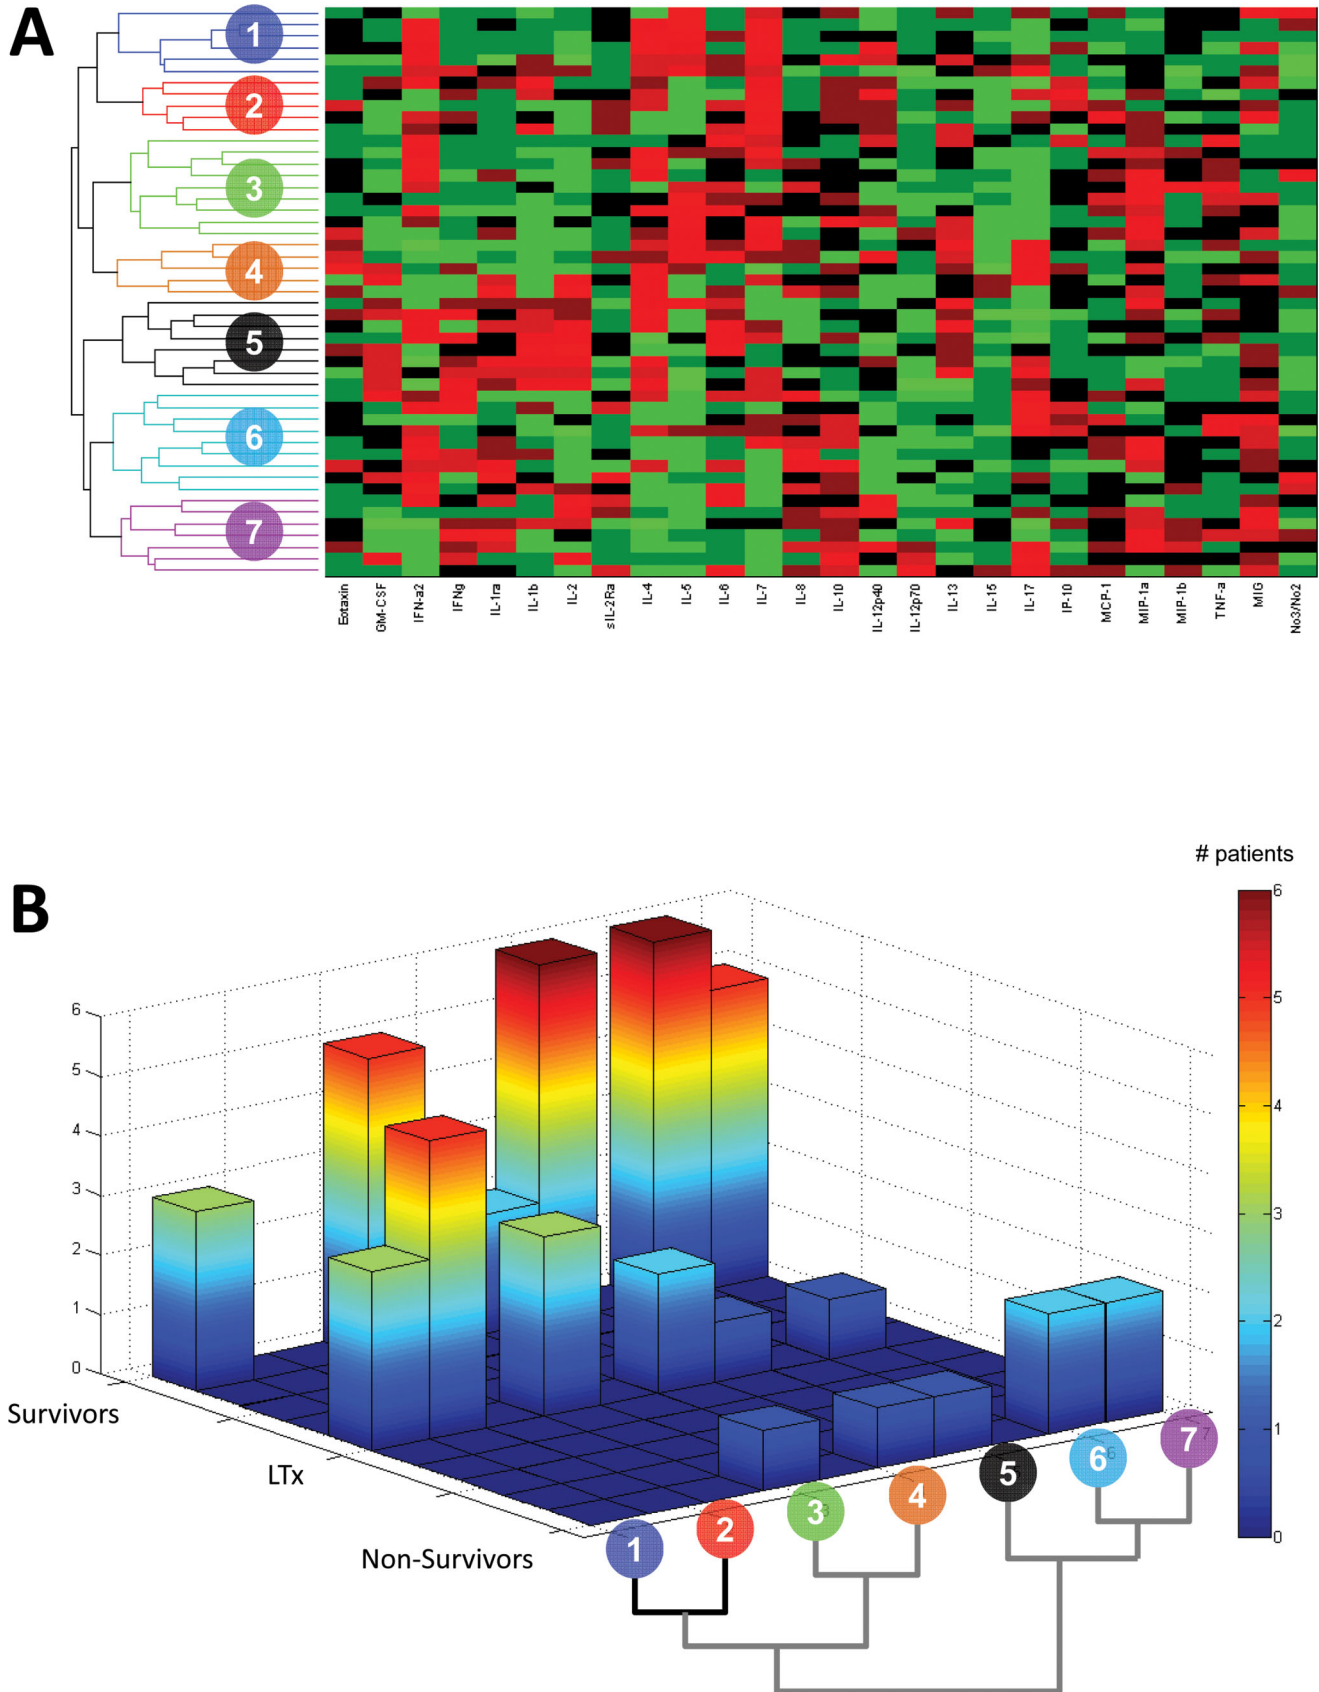 A
1
2
3
4
5
6
7
Eotaxin
GM-CSF
IFN-a2
IFNg
IL-1ra
IL-1b
IL-2
sIL-2Ra
IL-4
IL-5
IL-6
IL-7
IL-8
IL-10
IL-12p40
IL-12p70
IL-13
IL-15
IL-17
IP-10
MCP-1
MIP-1a
MIP-1b
TNF-a
MIG
No3/No2
# patients
B
6
5
4
3
2
1
0
6
5
4
3
2
1
0
Survivors
LTx
Non-Survivors
1
2
3
4
5
6
7